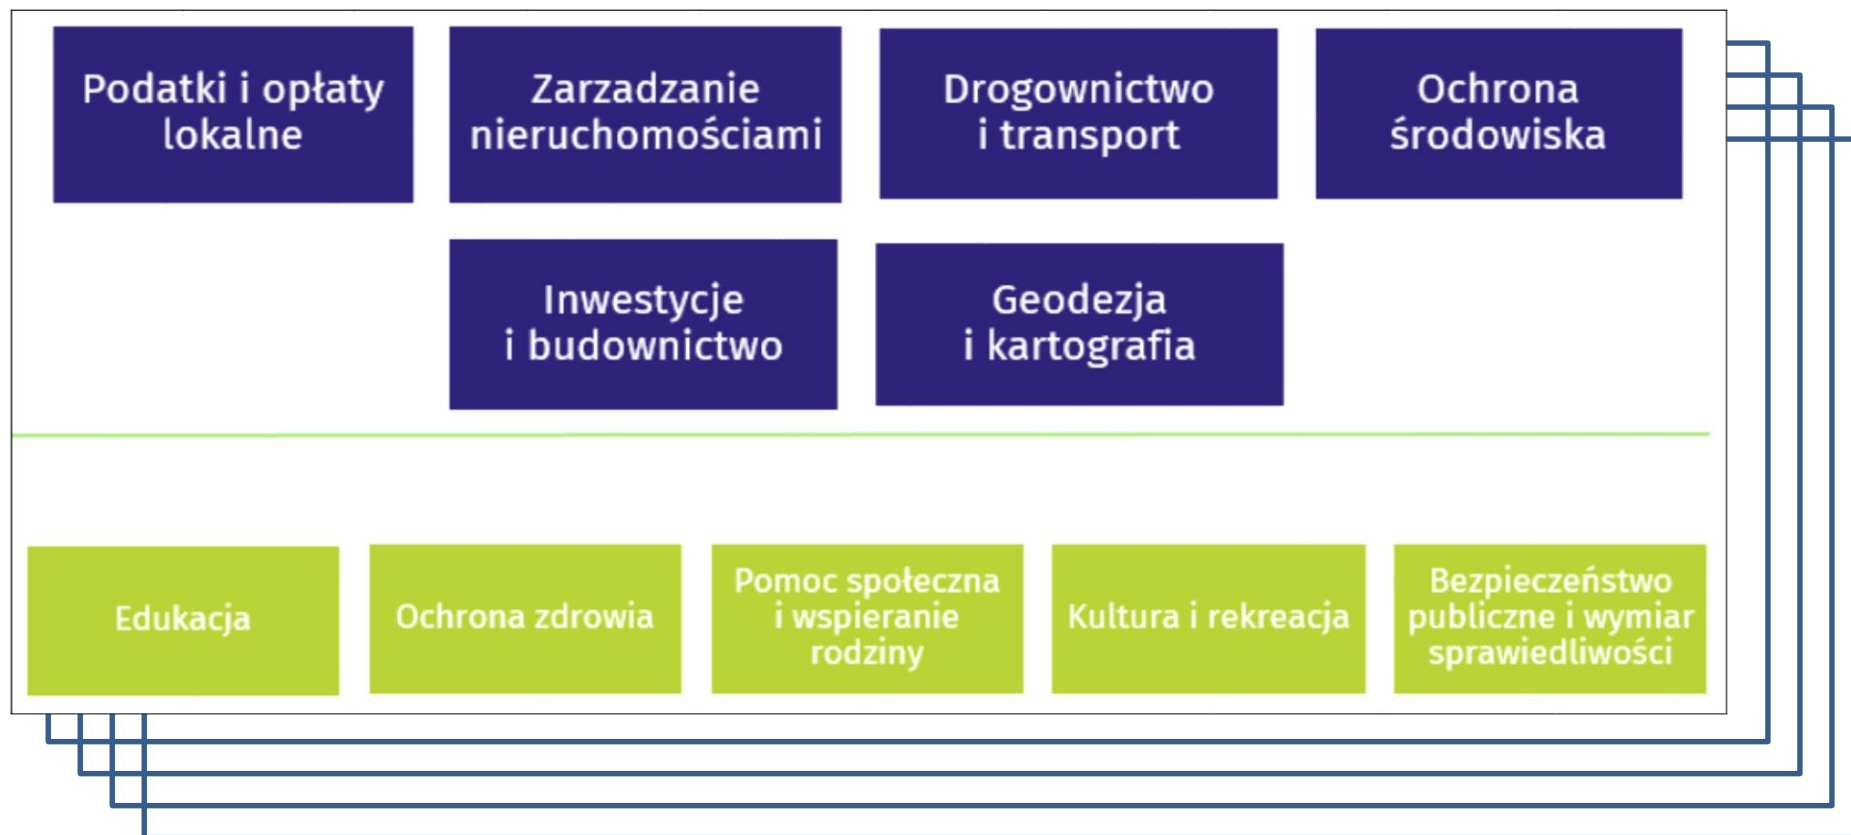 Podatki i opłaty
lokalne
Zarzadzanie
nieruchomościami
Drogownictwo
i transport
Ochrona
środowiska
Inwestycje
i budownictwo
Geodezja
i kartografia
Edukacja
Ochrona zdrowia
Pomoc społeczna
i wspieranie
rodziny
Kultura i rekreacja
Bezpieczeństwo
publiczne i wymiar
sprawiedliwości